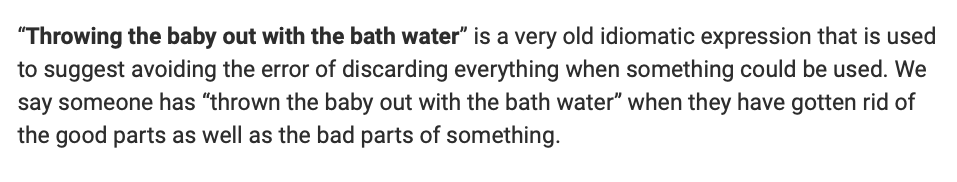 “Throwing the baby out with the bath water” is a very old idiomatic expression that is used
to suggest avoiding the error of discarding everything when something could be used. We
say someone has “thrown the baby out with the bath water” when they have gotten rid of
the good parts as well as the bad parts of something.